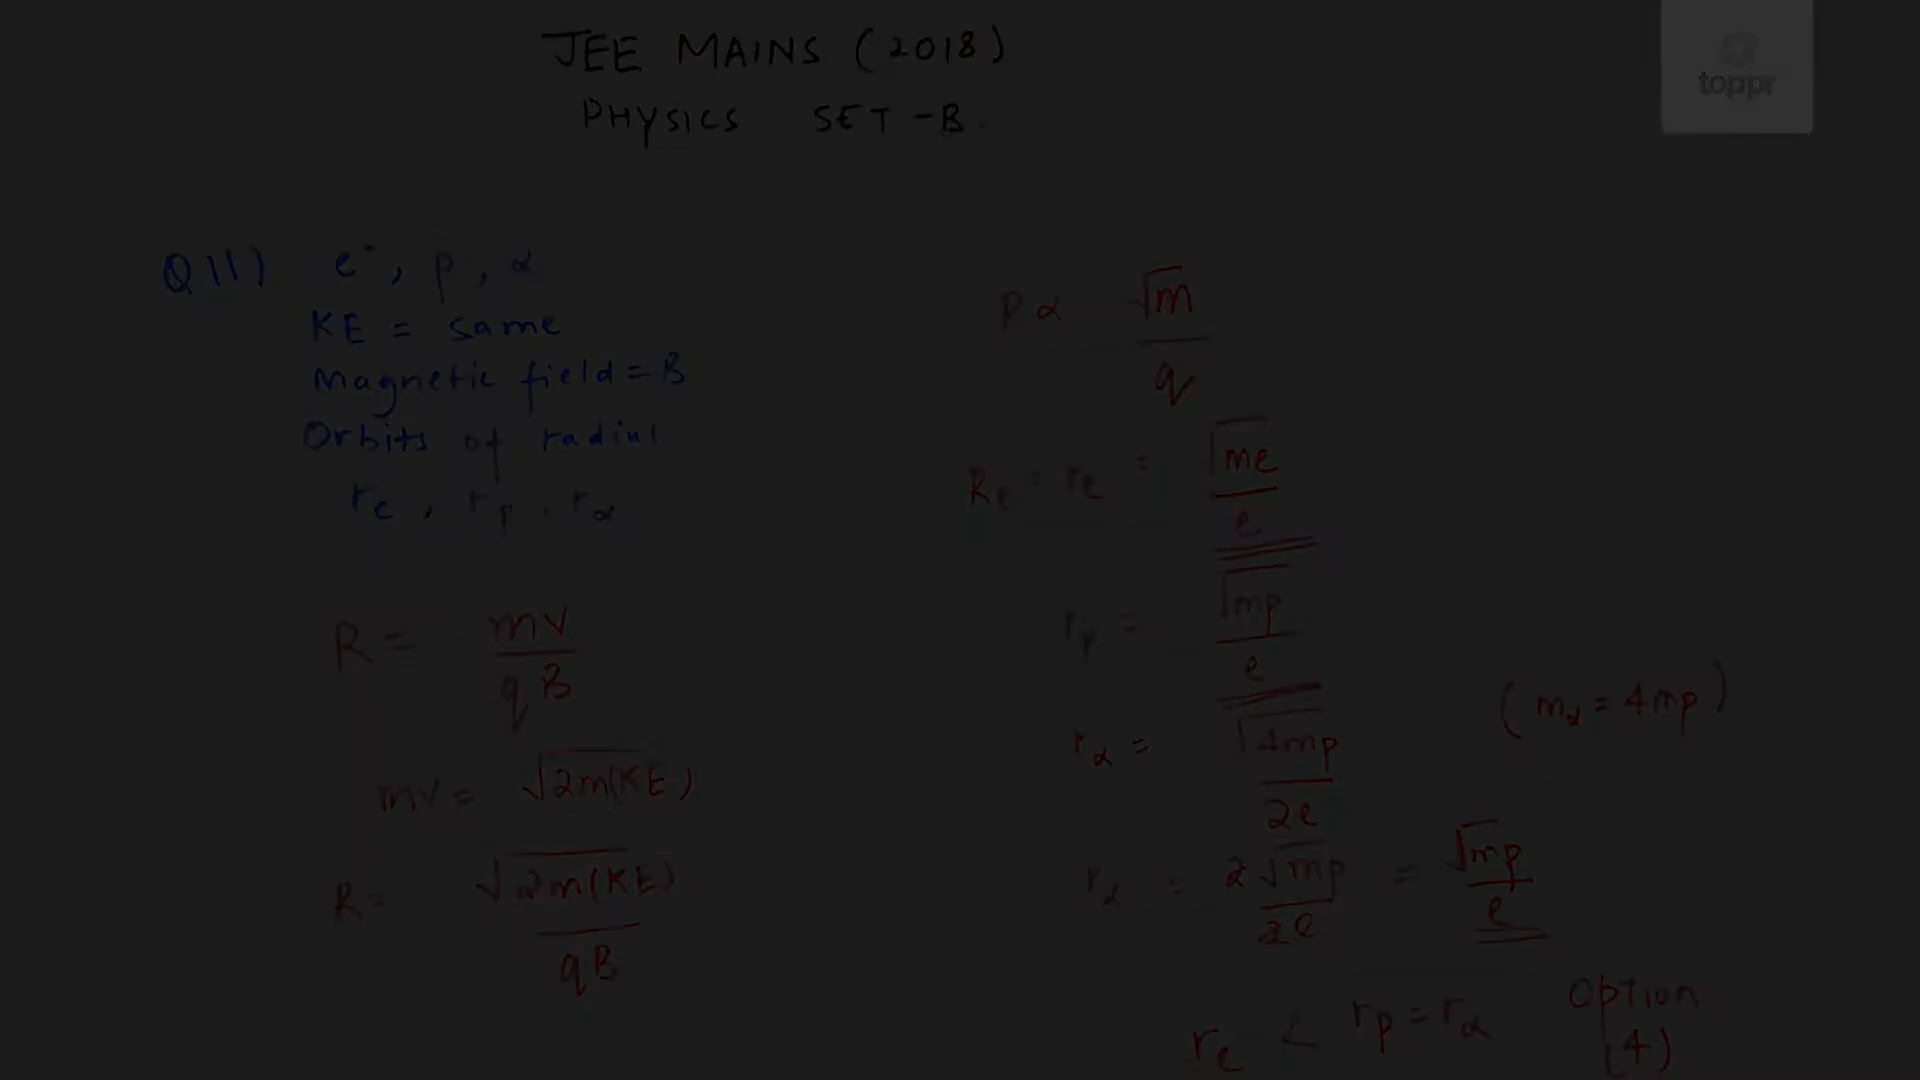 JEE MAINS (2018)
PHYSICS SET -B.
toppr
Q11) e⁻, p, α
KE = same
Magnetic field = B
Orbits of radius
re, rp, rα
R = mv / qB
mv = √2m(KE)
R = √2m(KE) / qB
P α √m / q
Re = re = √me / e
rp = √mp / e
rα = √4mp / 2e (mα = 4mp)
rα = 2√mp / 2e = √mp / e
re < rp = rα OPTION (4)